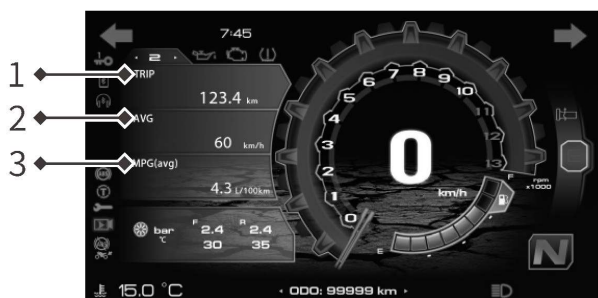 7:45
2
1 TRIP
123.4 km
2 AVG
60 km/h
3 MPG(avg)
4.3 L/100km
bar
°C
F 2.4 R 2.4
30 35
0 1 2 3 4 5 6 7 8 9 10 11 12 13
rpm x1000
0
km/h
E F
N
15.0 °C
ODO: 99999 km